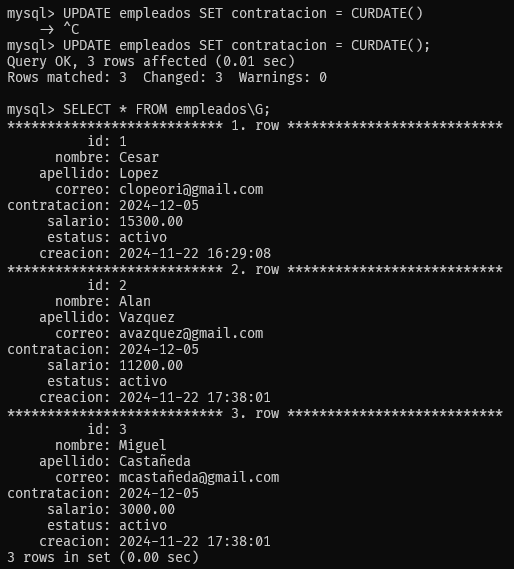 mysql> UPDATE empleados SET contratacion = CURDATE()
    -> ^C
mysql> UPDATE empleados SET contratacion = CURDATE();
Query OK, 3 rows affected (0.01 sec)
Rows matched: 3  Changed: 3  Warnings: 0

mysql> SELECT * FROM empleados\G;
*************************** 1. row ***************************
          id: 1
      nombre: Cesar
    apellido: Lopez
      correo: clopeori@gmail.com
contratacion: 2024-12-05
     salario: 15300.00
     estatus: activo
    creacion: 2024-11-22 16:29:08
*************************** 2. row ***************************
          id: 2
      nombre: Alan
    apellido: Vazquez
      correo: avazquez@gmail.com
contratacion: 2024-12-05
     salario: 11200.00
     estatus: activo
    creacion: 2024-11-22 17:38:01
*************************** 3. row ***************************
          id: 3
      nombre: Miguel
    apellido: Castañeda
      correo: mcastañeda@gmail.com
contratacion: 2024-12-05
     salario: 3000.00
     estatus: activo
    creacion: 2024-11-22 17:38:01
3 rows in set (0.00 sec)